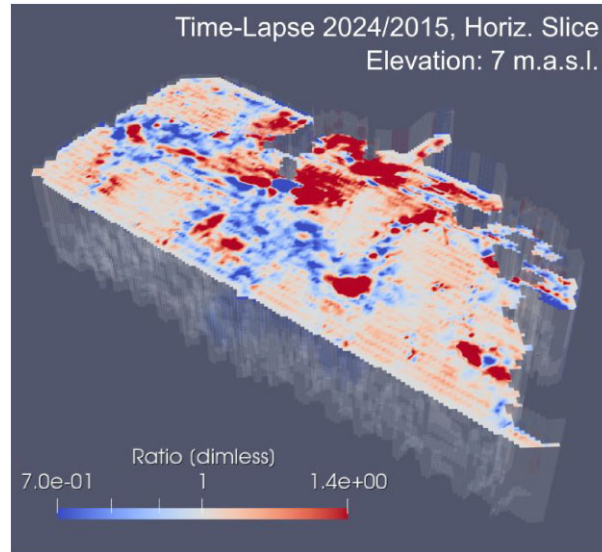 Time-Lapse 2024/2015, Horiz. Slice
Elevation: 7 m.a.s.l.
Ratio (dimless)
7.0e-01 1 1.4e+00